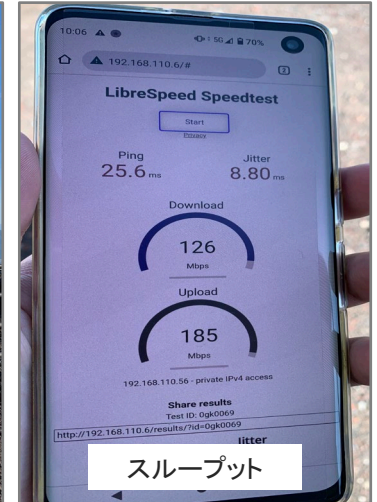 10:06
5G 70%
192.168.110.6/#
LibreSpeed Speedtest
Start
Privacy
Ping
25.6 ms
Jitter
8.80 ms
Download
126
Mbps
Upload
185
Mbps
192.168.110.56 - private IPv4 access
Share results
Test ID: 0gk0069
http://192.168.110.6/results/?id=0gk0069
Jitter
スループット